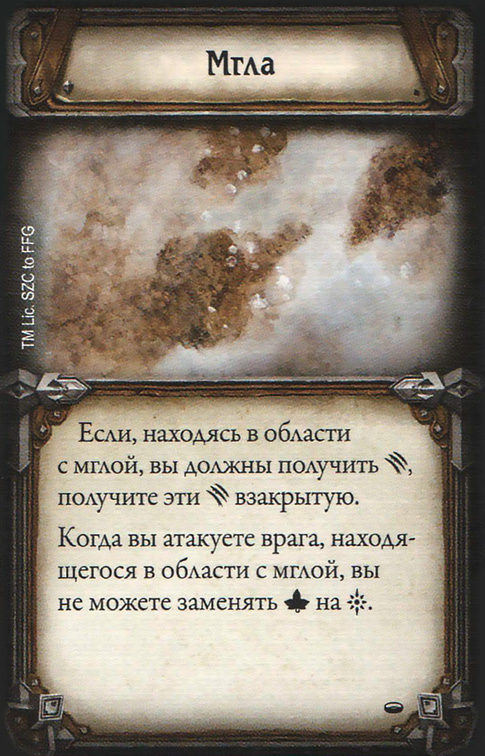 Мгла
TM Lic. SZC to FFG
Если, находясь в области
с мглой, вы должны получить ,
получите эти взакрытую.
Когда вы атакуете врага, находя-
щегося в области с мглой, вы
не можете заменять на .